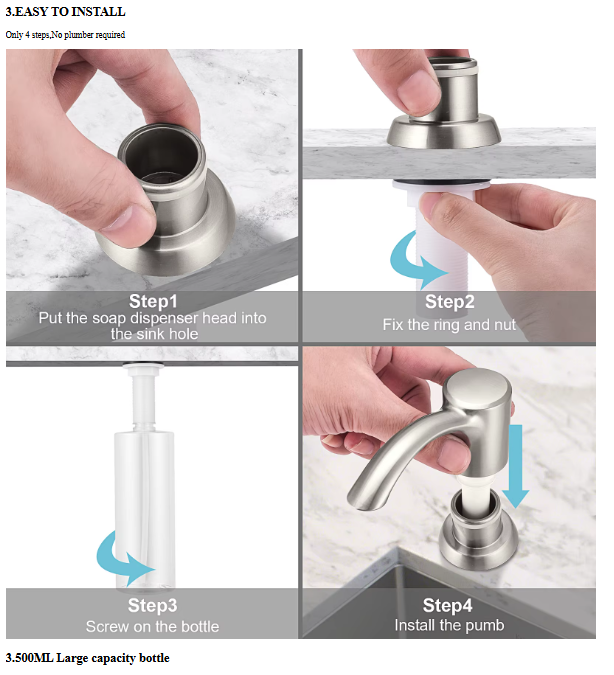 3.EASY TO INSTALL
Only 4 steps,No plumber required
Step1
Put the soap dispenser head into
the sink hole
Step2
Fix the ring and nut
Step3
Screw on the bottle
Step4
Install the pumb
3.500ML Large capacity bottle